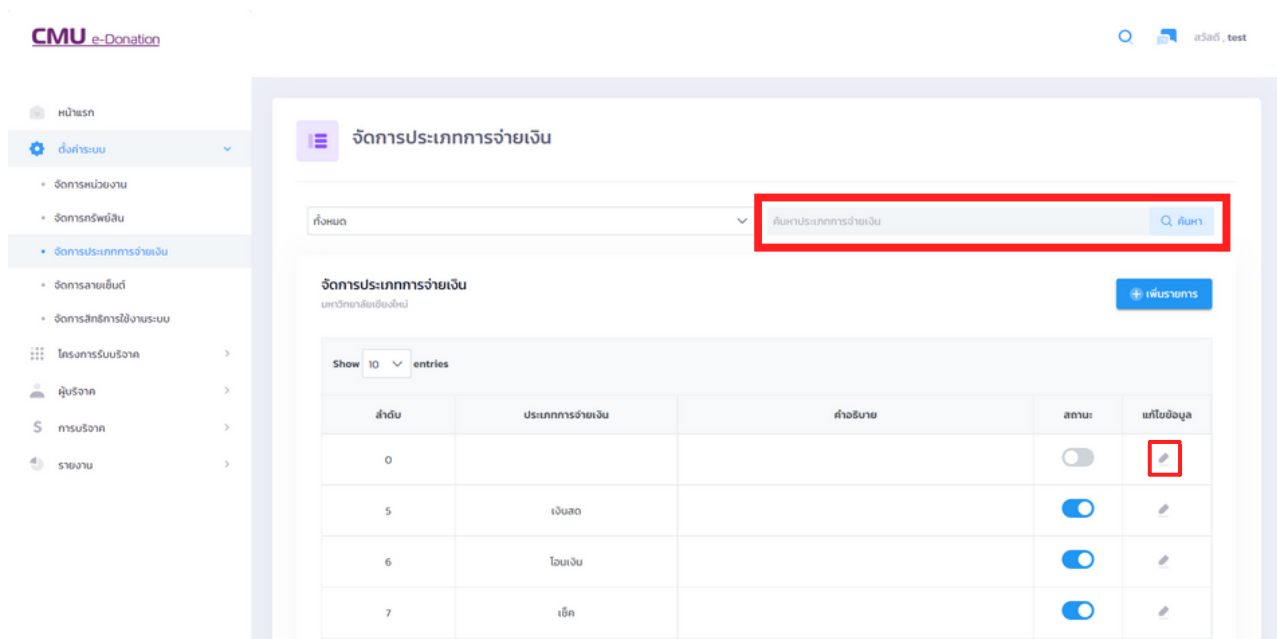 CMU e-Donation
สวัสดี , test
หน้าแรก
ตั้งค่าระบบ
จัดการหน่วยงาน
จัดการทรัพย์สิน
จัดการประเภทการจ่ายเงิน
จัดการลายเซ็นต์
จัดการสิทธิการใช้งานระบบ
โครงการรับบริจาค
ผู้บริจาค
การบริจาค
รายงาน
จัดการประเภทการจ่ายเงิน
ทั้งหมด
ค้นหาประเภทการจ่ายเงิน
ค้นหา
จัดการประเภทการจ่ายเงิน
มหาวิทยาลัยเชียงใหม่
เพิ่มรายการ
Show 10 entries
ลำดับ ประเภทการจ่ายเงิน คำอธิบาย สถานะ แก้ไขข้อมูล
0
5 เงินสด
6 โอนเงิน
7 เช็ค